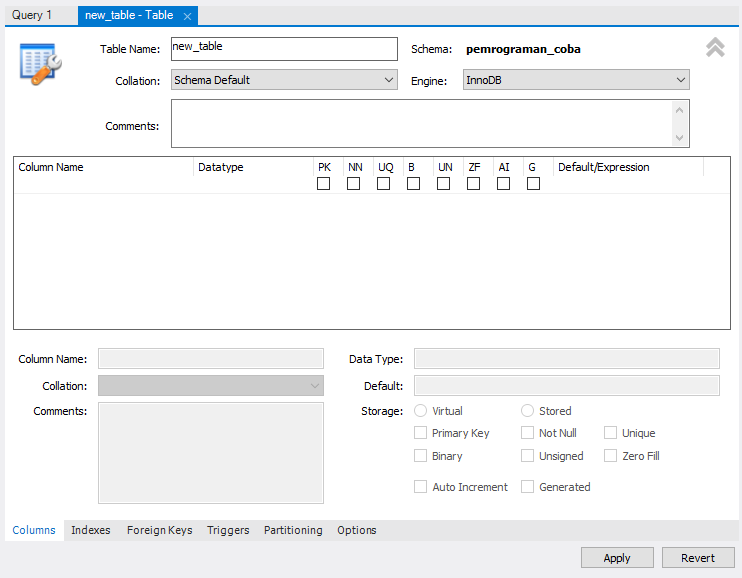 Query 1 new_table - Table
Table Name: new_table Schema: pemrograman_coba
Collation: Schema Default Engine: InnoDB
Comments:
Column Name Datatype PK NN UQ B UN ZF AI G Default/Expression
Column Name: Data Type:
Collation: Default:
Comments: Storage: Virtual Stored
Primary Key Not Null Unique
Binary Unsigned Zero Fill
Auto Increment Generated
Columns Indexes Foreign Keys Triggers Partitioning Options
Apply Revert